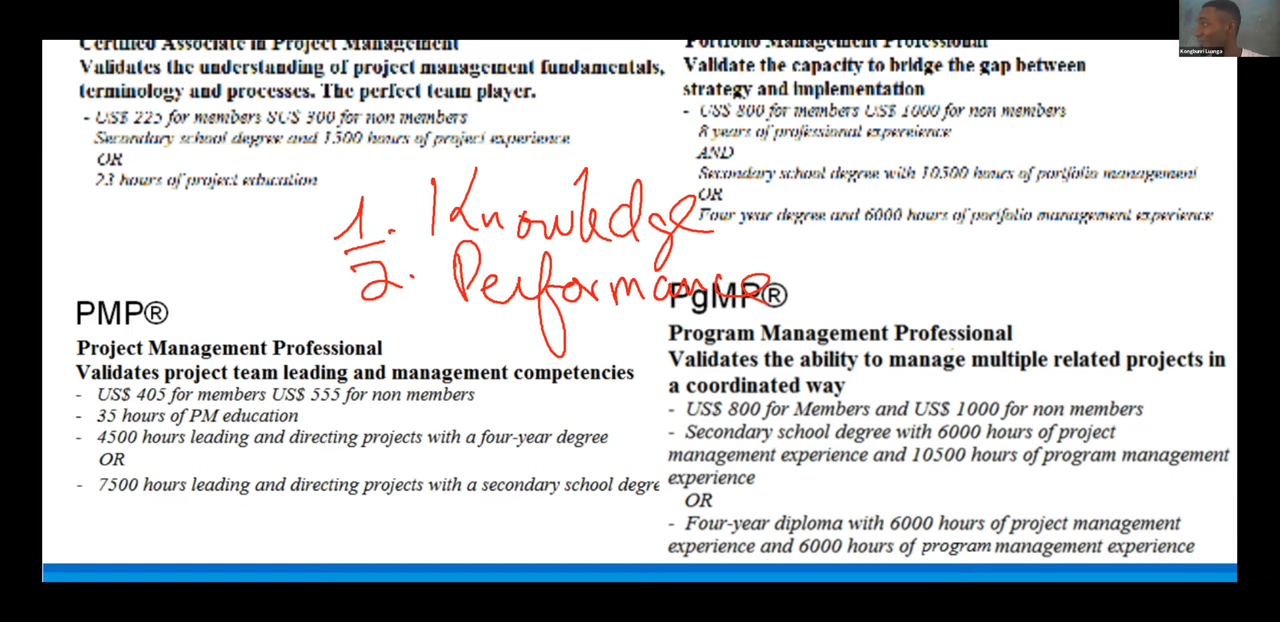 Certified Associate in Project Management
Validates the understanding of project management fundamentals,
terminology and processes. The perfect team player.
- US$ 225 for members 8US 300 for non members
Secondary school degree and 1500 hours of project experience
OR
23 hours of project education
Portfolio Management Professional
Validate the capacity to bridge the gap between
strategy and implementation
- US$ 800 for members US$ 1000 for non members
8 years of professional expereience
AND
Secondary school degree with 10500 hours of portfolio management
OR
Four year degree and 6000 hours of portfolio management experience
1. Knowledge
2. Performance
PMP®
Project Management Professional
Validates project team leading and management competencies
- US$ 405 for members US$ 555 for non members
- 35 hours of PM education
- 4500 hours leading and directing projects with a four-year degree
OR
- 7500 hours leading and directing projects with a secondary school degre
PgMP®
Program Management Professional
Validates the ability to manage multiple related projects in
a coordinated way
- US$ 800 for Members and US$ 1000 for non members
- Secondary school degree with 6000 hours of project
management experience and 10500 hours of program management
experience
OR
- Four-year diploma with 6000 hours of project management
experience and 6000 hours of program management experience